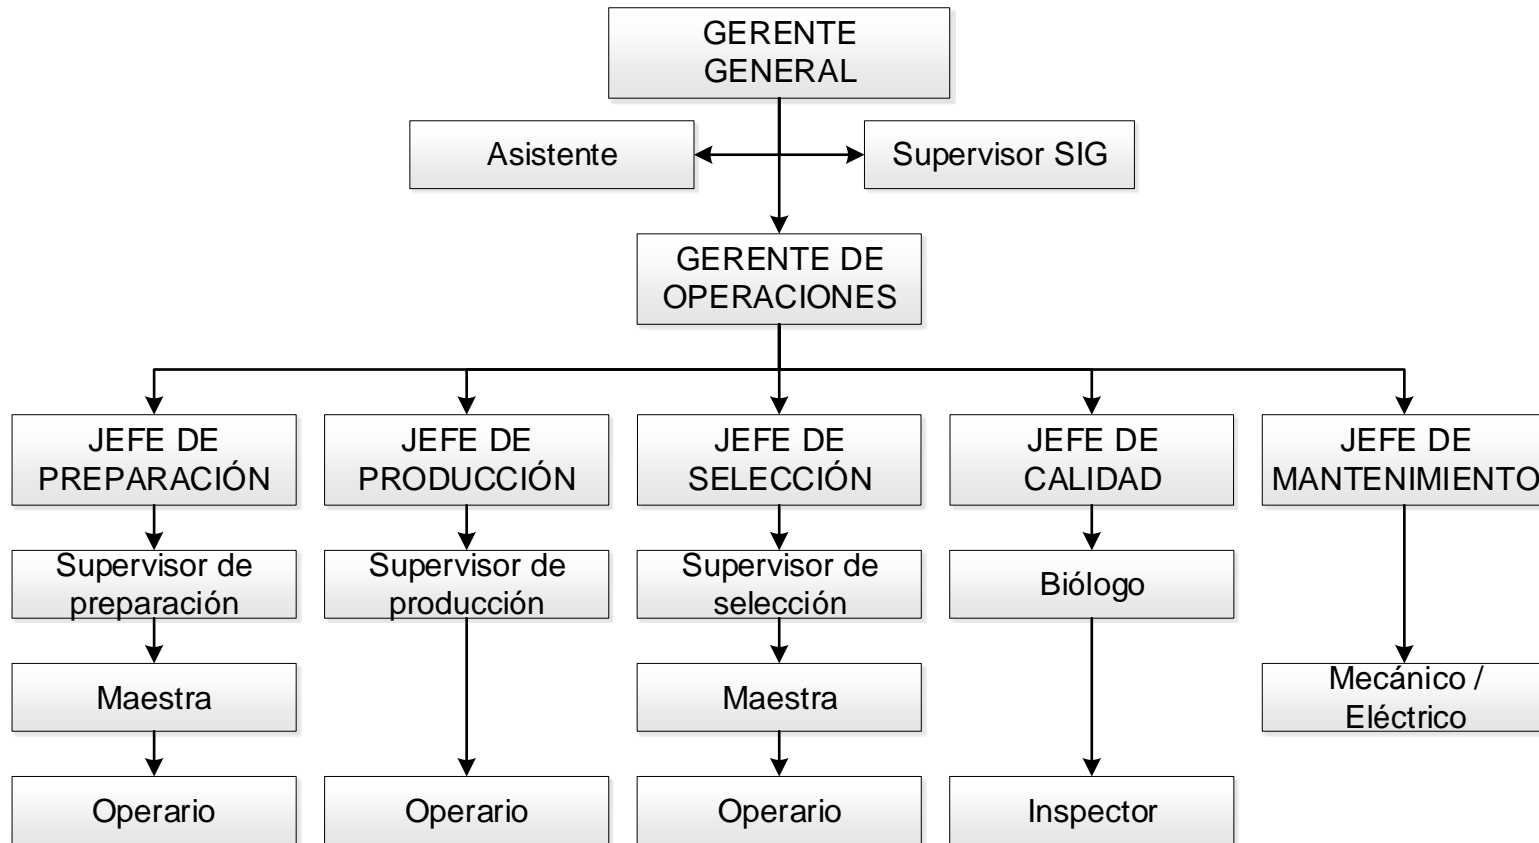 GERENTE
GENERAL
Asistente
Supervisor SIG
GERENTE DE
OPERACIONES
JEFE DE
PREPARACIÓN
JEFE DE
PRODUCCIÓN
JEFE DE
SELECCIÓN
JEFE DE
CALIDAD
JEFE DE
MANTENIMIENTO
Supervisor de
preparación
Supervisor de
producción
Supervisor de
selección
Biólogo
Maestra
Maestra
Mecánico /
Eléctrico
Operario
Operario
Operario
Inspector